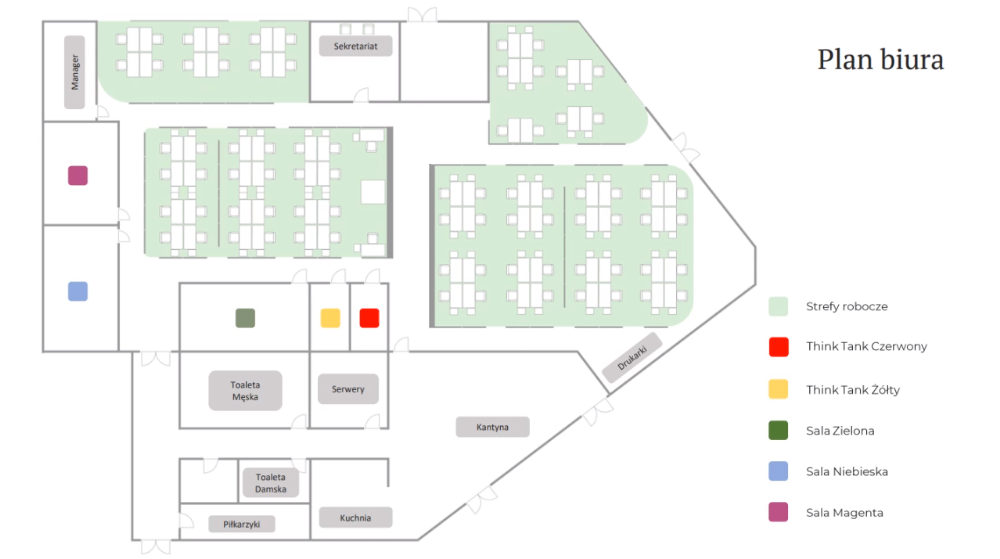 Plan biura
Manager
Sekretariat
Drukarki
Toaleta
Męska
Serwery
Kantyna
Toaleta
Damska
Piłkarzyki
Kuchnia
Strefy robocze
Think Tank Czerwony
Think Tank Żółty
Sala Zielona
Sala Niebieska
Sala Magenta